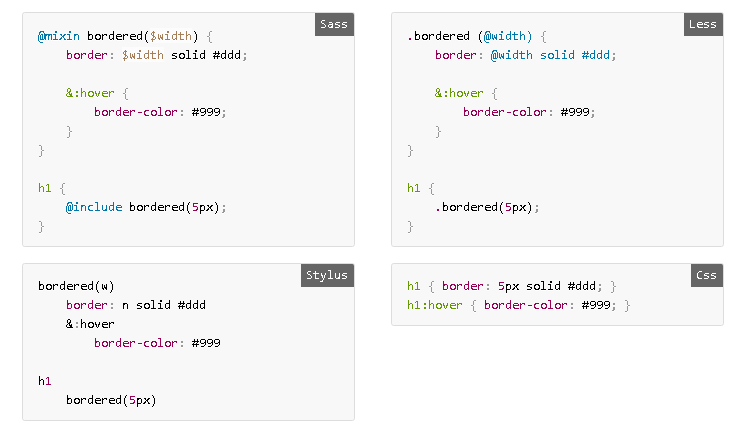 Sass
@mixin bordered($width) {
border: $width solid #ddd;
&:hover {
border-color: #999;
}
}
h1 {
@include bordered(5px);
}
Less
.bordered (@width) {
border: @width solid #ddd;
&:hover {
border-color: #999;
}
}
h1 {
.bordered(5px);
}
Stylus
bordered(w)
border: n solid #ddd
&:hover
border-color: #999
h1
bordered(5px)
Css
h1 { border: 5px solid #ddd; }
h1:hover { border-color: #999; }